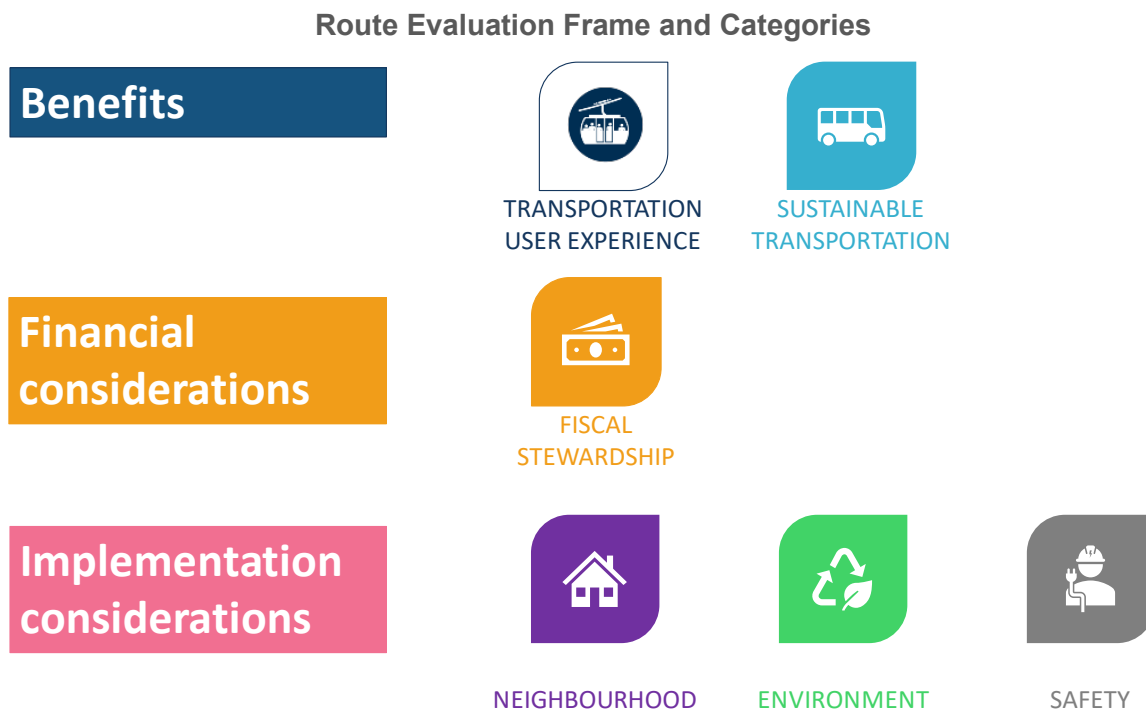 Route Evaluation Frame and Categories
Benefits
TRANSPORTATION
USER EXPERIENCE
SUSTAINABLE
TRANSPORTATION
Financial
considerations
FISCAL
STEWARDSHIP
Implementation
considerations
NEIGHBOURHOOD
ENVIRONMENT
SAFETY